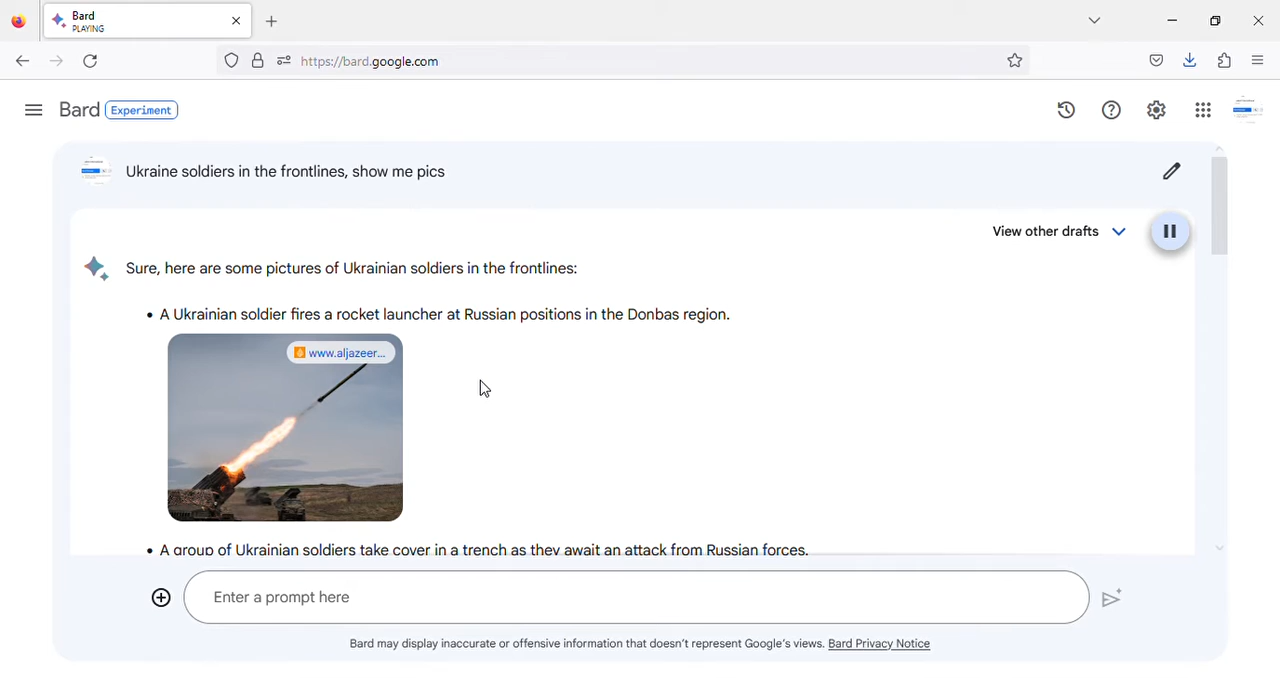 Bard
PLAYING
https://bard.google.com
Bard Experiment
Ukraine soldiers in the frontlines, show me pics
View other drafts
Sure, here are some pictures of Ukrainian soldiers in the frontlines:
• A Ukrainian soldier fires a rocket launcher at Russian positions in the Donbas region.
www.aljazeer...
• A group of Ukrainian soldiers take cover in a trench as they await an attack from Russian forces.
Enter a prompt here
Bard may display inaccurate or offensive information that doesn't represent Google's views. Bard Privacy Notice